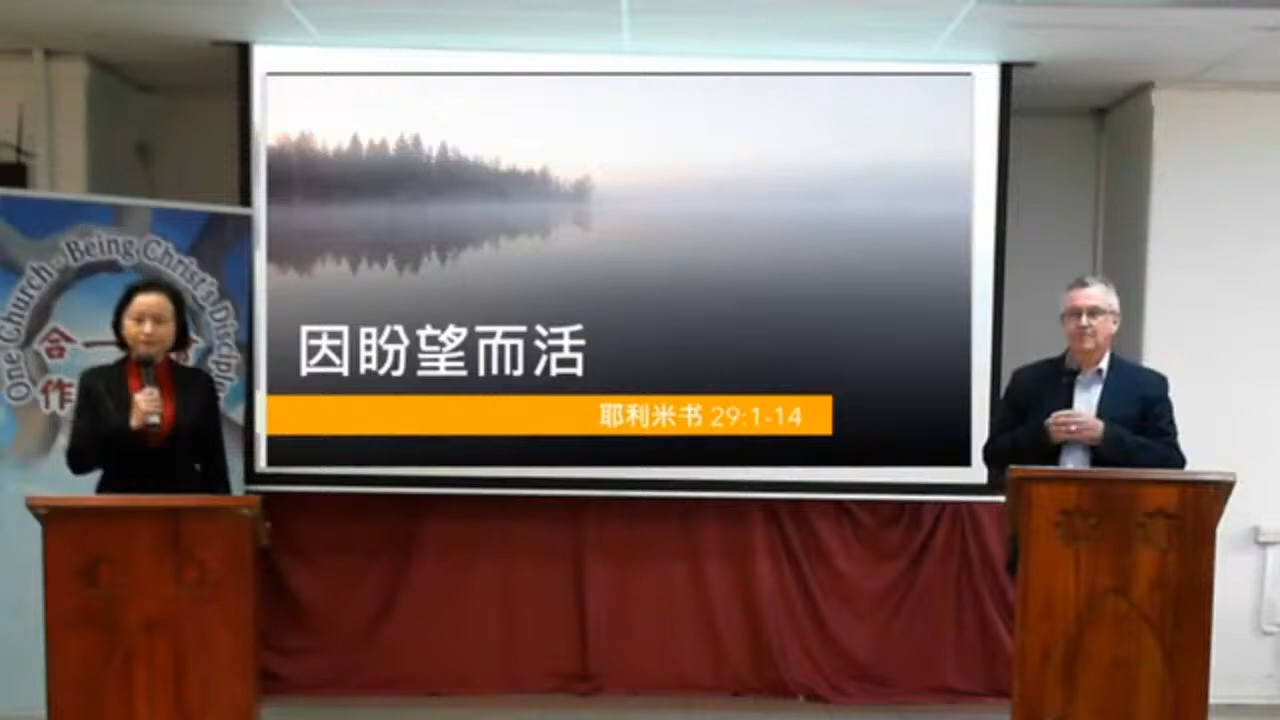 One Church - Being Christ's Disciple
合一
作
因盼望而活
耶利米书 29:1-14